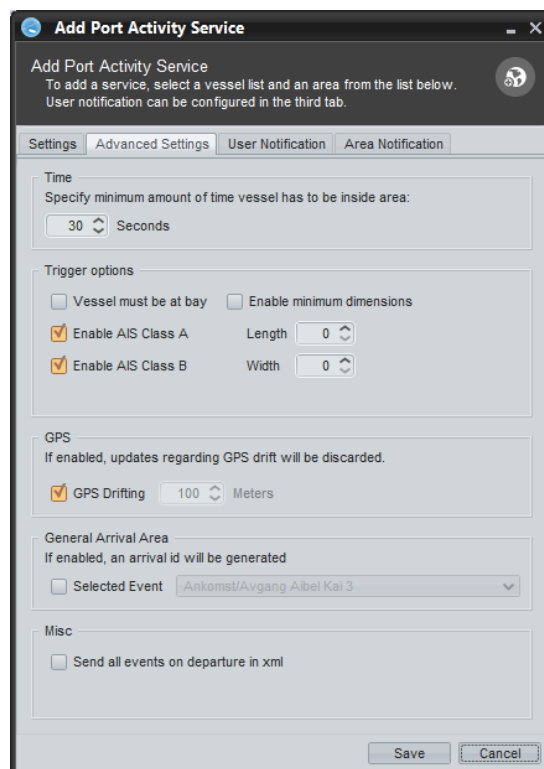 Add Port Activity Service
Add Port Activity Service
To add a service, select a vessel list and an area from the list below.
User notification can be configured in the third tab.
Settings Advanced Settings User Notification Area Notification
Time
Specify minimum amount of time vessel has to be inside area:
30 Seconds
Trigger options
Vessel must be at bay Enable minimum dimensions
Enable AIS Class A Length 0
Enable AIS Class B Width 0
GPS
If enabled, updates regarding GPS drift will be discarded.
GPS Drifting 100 Meters
General Arrival Area
If enabled, an arrival id will be generated
Selected Event Ankomst/Avgang Aibel Kai 3
Misc
Send all events on departure in xml
Save Cancel